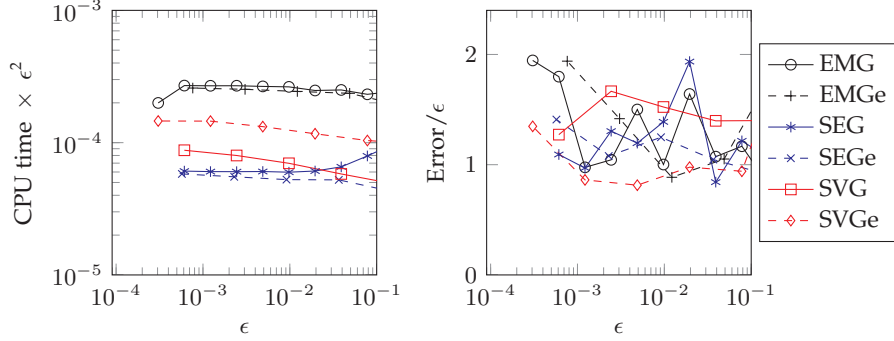 10^−3
10^−4
10^−5
CPU time × ϵ^2
10^−4 10^−3 10^−2 10^−1
ϵ
2
1
0
Error/ϵ
10^−4 10^−3 10^−2 10^−1
ϵ
EMG
EMGe
SEG
SEGe
SVG
SVGe